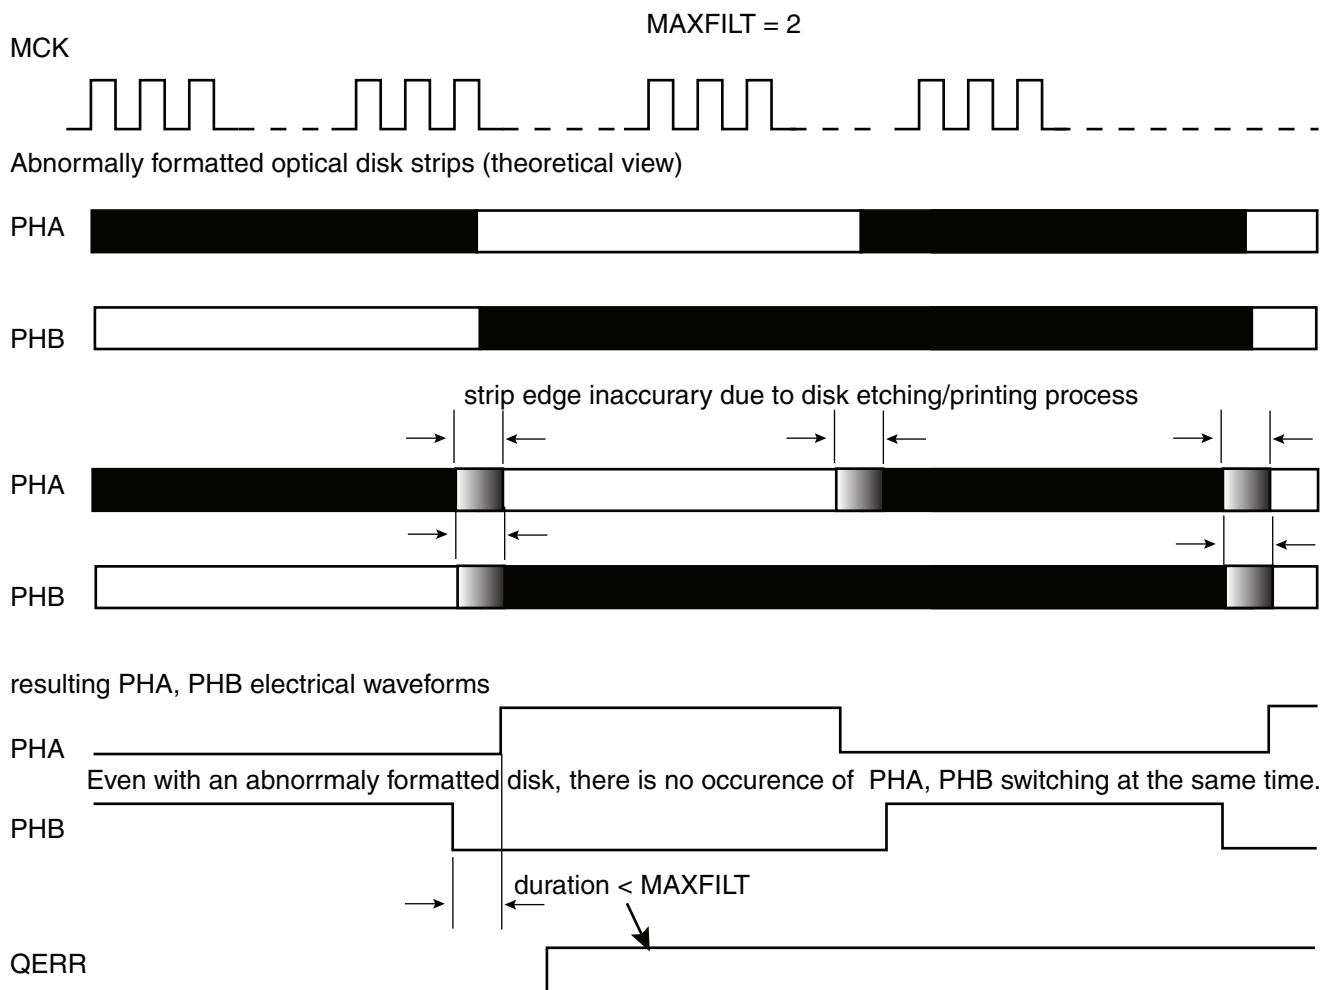 MAXFILT = 2
MCK
Abnormally formatted optical disk strips (theoretical view)
PHA
PHB
strip edge inaccurary due to disk etching/printing process
PHA
PHB
resulting PHA, PHB electrical waveforms
PHA
Even with an abnorrmaly formatted disk, there is no occurence of PHA, PHB switching at the same time.
PHB
duration < MAXFILT
QERR